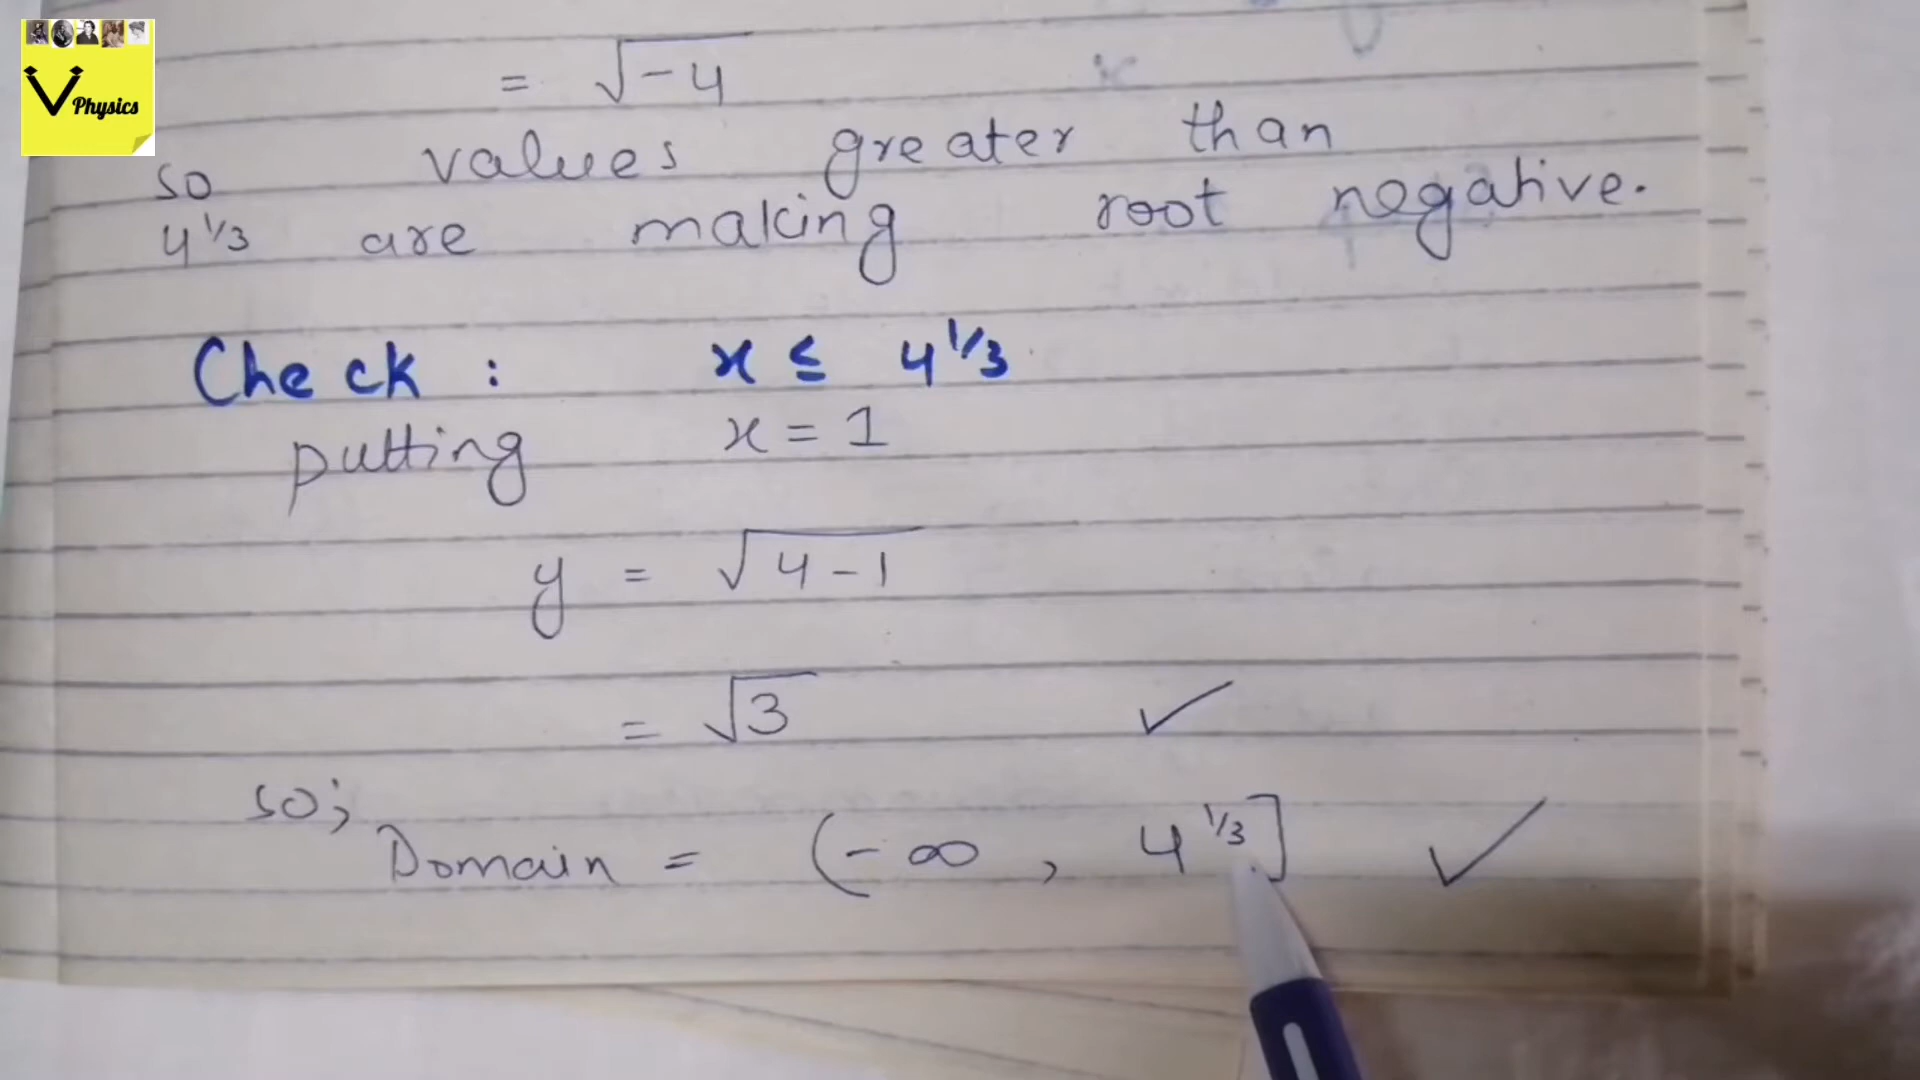 V Physics
= √-4
so values greater than
4^1/3 are making root negative.
Check : x ≤ 4^1/3
putting x = 1
y = √4-1
= √3 ✓
so; 
Domain = (-∞ , 4^1/3] ✓